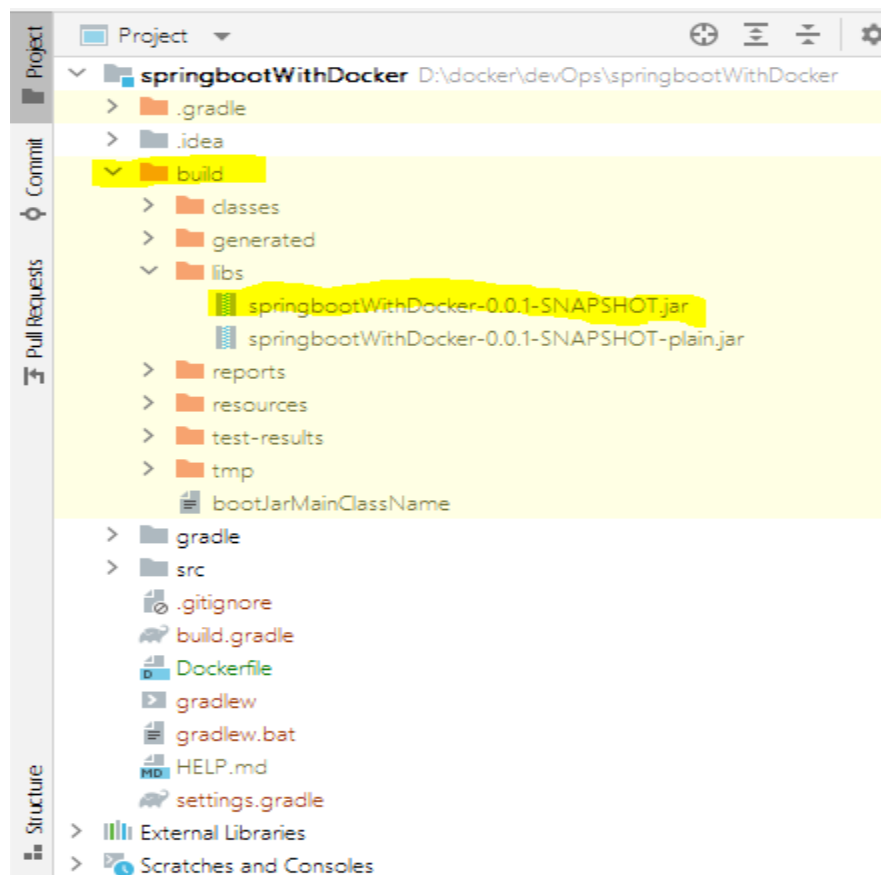 Project
springbootWithDocker D:\docker\devOps\springbootWithDocker
.gradle
.idea
build
classes
generated
libs
springbootWithDocker-0.0.1-SNAPSHOT.jar
springbootWithDocker-0.0.1-SNAPSHOT-plain.jar
reports
resources
test-results
tmp
bootJarMainClassName
gradle
src
.gitignore
build.gradle
D
Dockerfile
gradlew
gradlew.bat
MD
HELP.md
settings.gradle
External Libraries
Scratches and Consoles
Project
Commit
Pull Requests
Structure